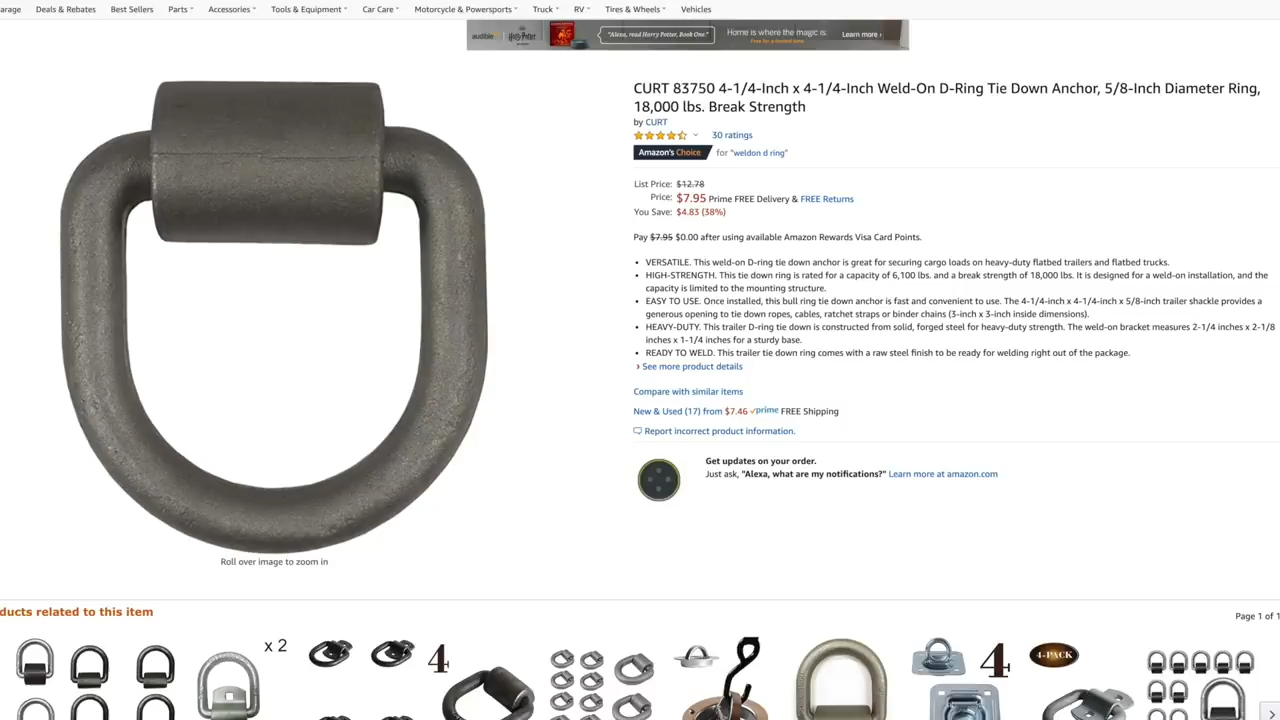 arage Deals & Rebates Best Sellers Parts Accessories Tools & Equipment Car Care Motorcycle & Powersports Truck RV Tires & Wheels Vehicles
audible Harry Potter "Alexa, read Harry Potter, Book One." Home is where the magic is. Learn more ›
Free for a limited time.
CURT 83750 4-1/4-Inch x 4-1/4-Inch Weld-On D-Ring Tie Down Anchor, 5/8-Inch Diameter Ring,
18,000 lbs. Break Strength
by CURT
30 ratings
Amazon's Choice for "weldon d ring"
List Price: $12.78
Price: $7.95 Prime FREE Delivery & FREE Returns
You Save: $4.83 (38%)
Pay $7.95 $0.00 after using available Amazon Rewards Visa Card Points.
• VERSATILE. This weld-on D-ring tie down anchor is great for securing cargo loads on heavy-duty flatbed trailers and flatbed trucks.
• HIGH-STRENGTH. This tie down ring is rated for a capacity of 6,100 lbs. and a break strength of 18,000 lbs. It is designed for a weld-on installation, and the
capacity is limited to the mounting structure.
• EASY TO USE. Once installed, this bull ring tie down anchor is fast and convenient to use. The 4-1/4-inch x 4-1/4-inch x 5/8-inch trailer shackle provides a
generous opening to tie down ropes, cables, ratchet straps or binder chains (3-inch x 3-inch inside dimensions).
• HEAVY-DUTY. This trailer D-ring tie down is constructed from solid, forged steel for heavy-duty strength. The weld-on bracket measures 2-1/4 inches x 2-1/8
inches x 1-1/4 inches for a sturdy base.
• READY TO WELD. This trailer tie down ring comes with a raw steel finish to be ready for welding right out of the package.
› See more product details
Compare with similar items
New & Used (17) from $7.46 prime FREE Shipping
Report incorrect product information.
Get updates on your order.
Just ask, "Alexa, what are my notifications?" Learn more at amazon.com
Roll over image to zoom in
ducts related to this item
Page 1 of 1
x 2
4
4
4-PACK